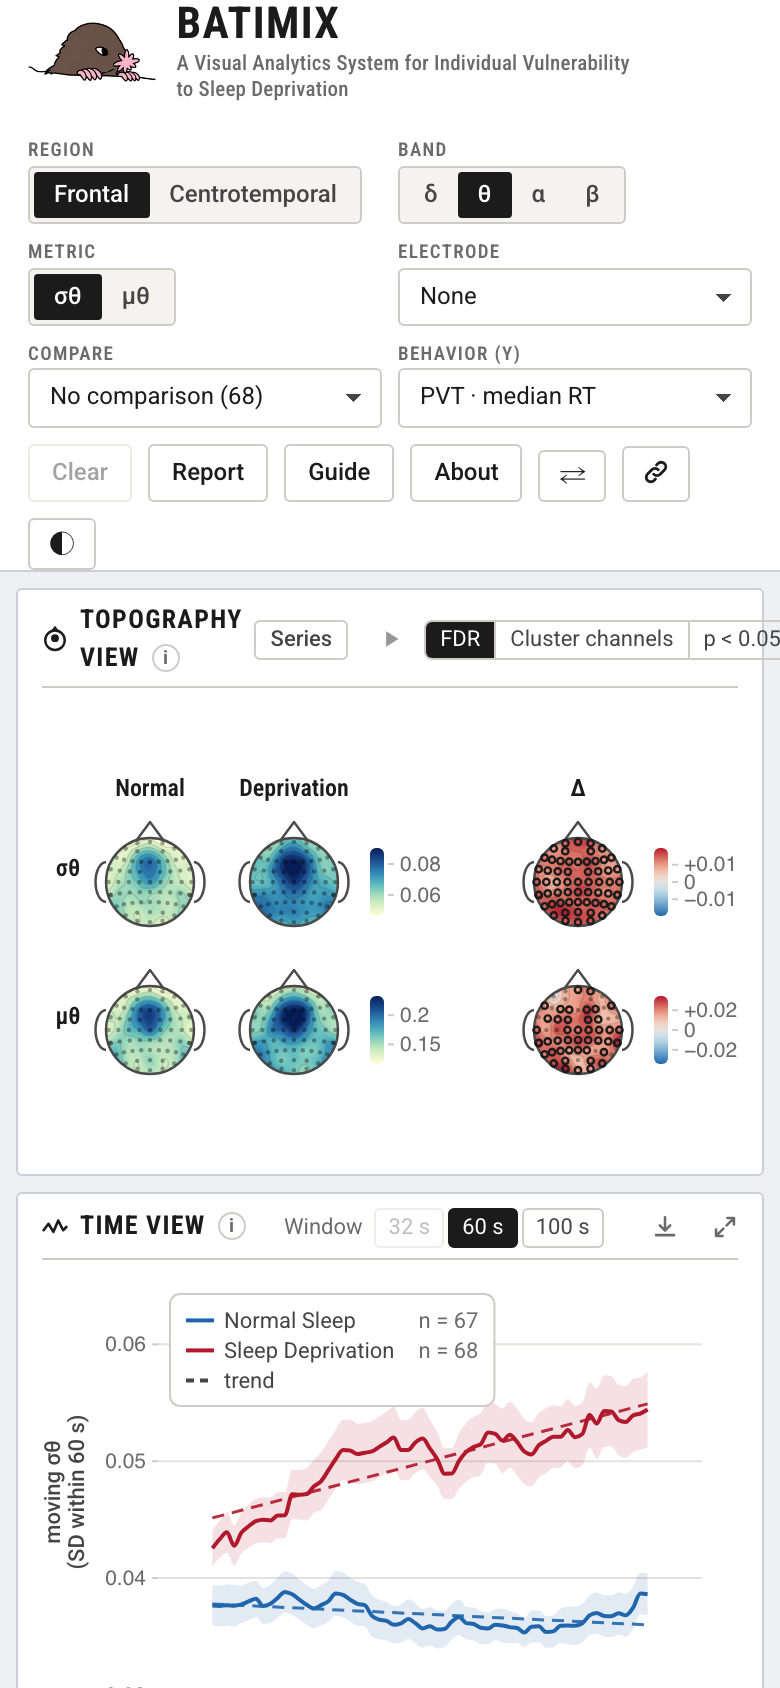 BATIMIX
A Visual Analytics System for Individual Vulnerability
to Sleep Deprivation
REGION
Frontal Centrotemporal
BAND
δ θ α β
METRIC
σθ μθ
ELECTRODE
None
COMPARE
No comparison (68)
BEHAVIOR (Y)
PVT · median RT
Clear Report Guide About
TOPOGRAPHY
VIEW i
Series FDR Cluster channels p < 0.05
Normal Deprivation Δ
σθ
0.08
0.06
+0.01
0
−0.01
μθ
0.2
0.15
+0.02
0
−0.02
TIME VIEW i Window 32 s 60 s 100 s
Normal Sleep n = 67
Sleep Deprivation n = 68
trend
0.06
0.05
0.04
moving σθ
(SD within 60 s)